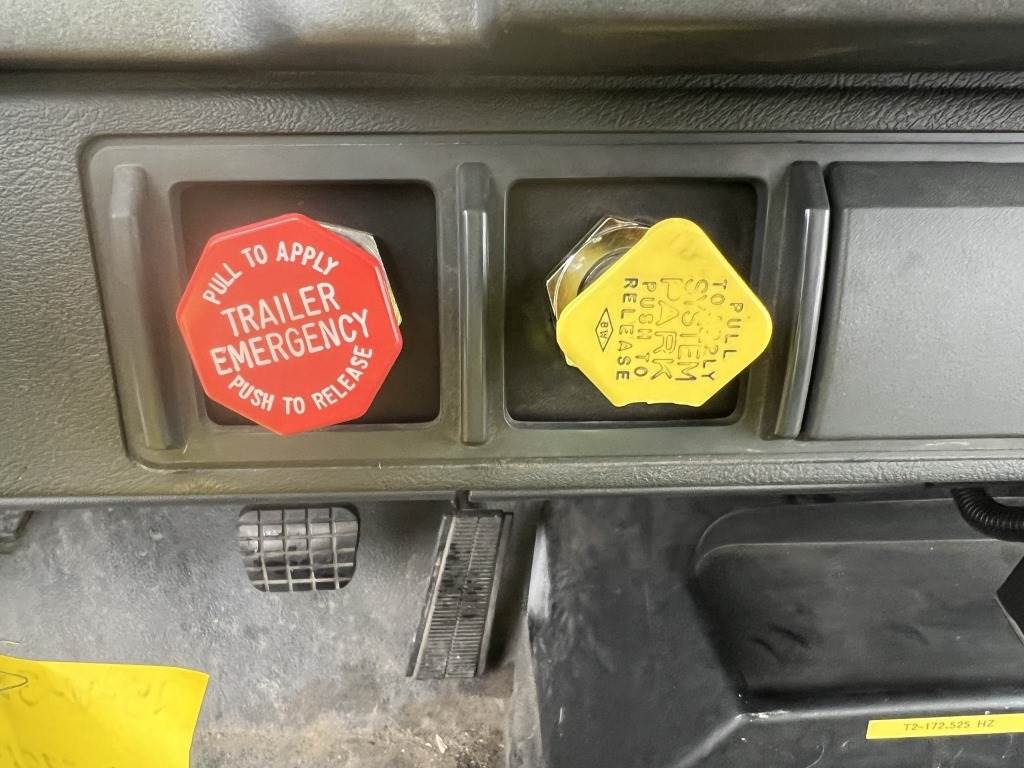 PULL TO APPLY
TRAILER
EMERGENCY
PUSH TO RELEASE
PULL
TO APPLY
SYSTEM
PARK
PUSH TO
RELEASE
BW
T2-172.525 HZ